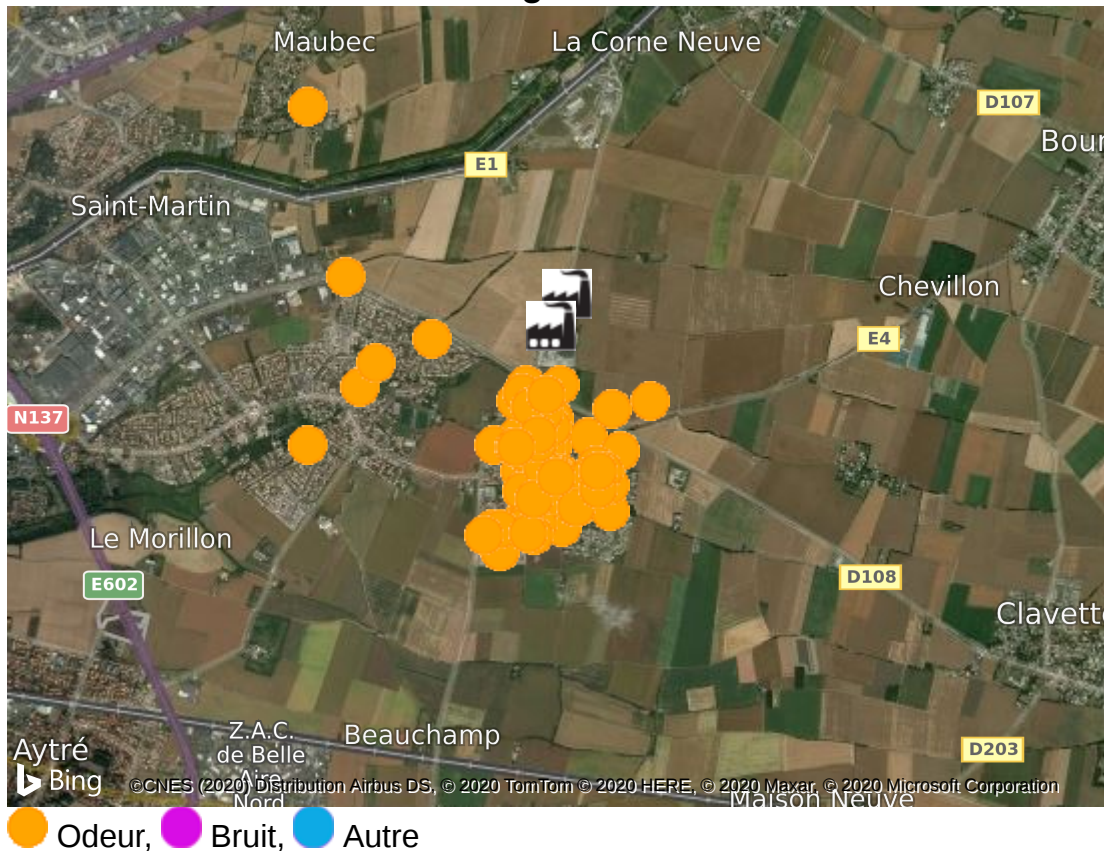 Maubec
La Corne Neuve
D107
E1
Saint-Martin
Chevillon
E4
N137
Le Morillon
E602
D108
Z.A.C.
de Belle
Aire
Nord
Beauchamp
Aytré
D203
Bing
©CNES (2020) Distribution Airbus DS, © 2020 TomTom © 2020 HERE, © 2020 Maxar, © 2020 Microsoft Corporation
Maison Neuve
Odeur, Bruit, Autre